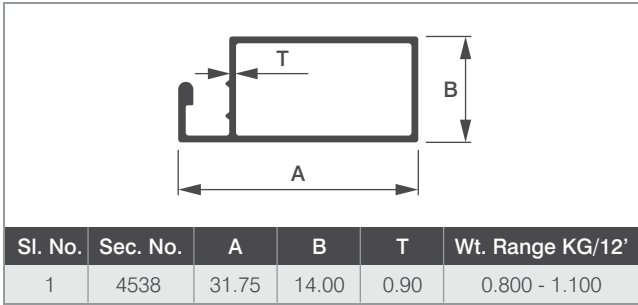 T
B
A
Sl. No. Sec. No. A B T Wt. Range KG/12'
1 4538 31.75 14.00 0.90 0.800 - 1.100